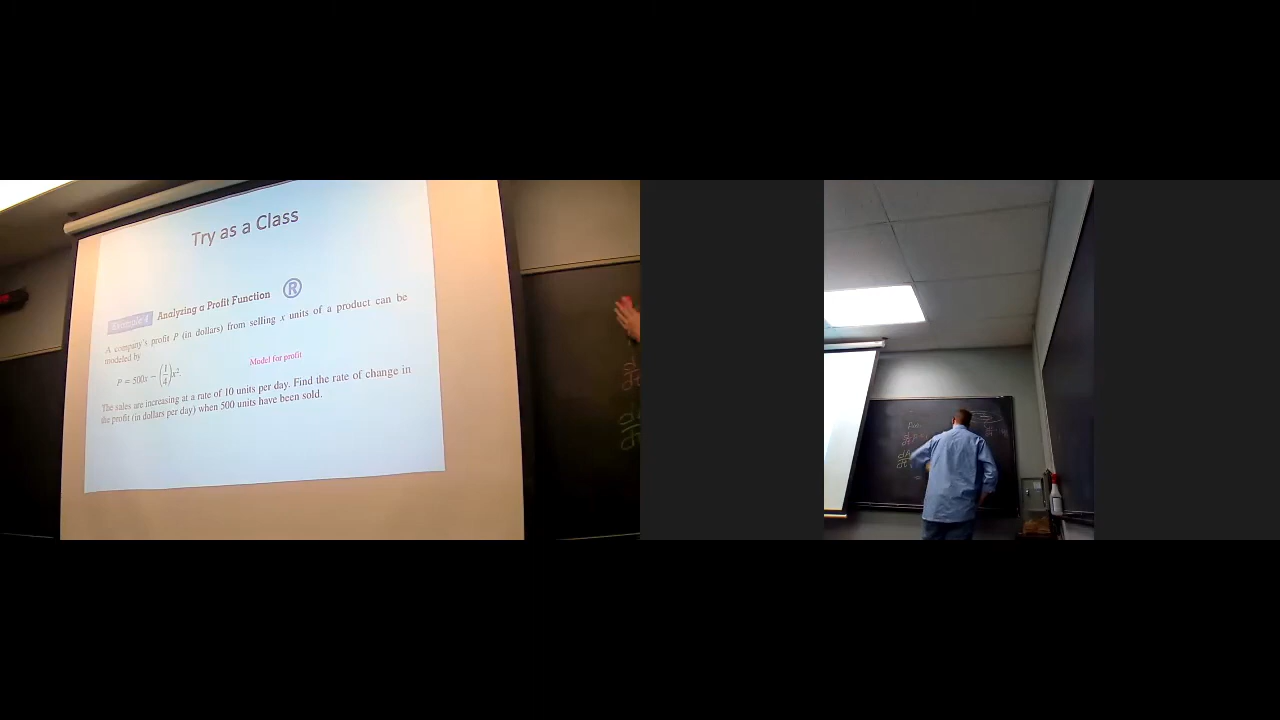 Try as a Class
Example 4 Analyzing a Profit Function ®
A company's profit P (in dollars) from selling x units of a product can be
modeled by
Model for profit
P = 500x − (1/4)x².
The sales are increasing at a rate of 10 units per day. Find the rate of change in
the profit (in dollars per day) when 500 units have been sold.